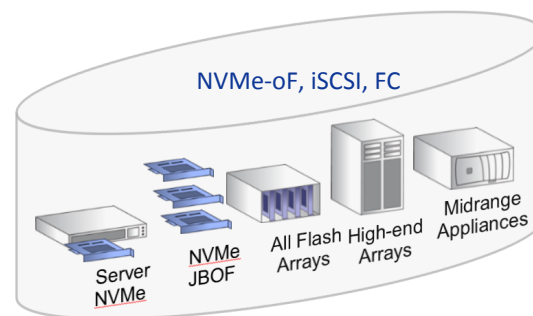 NVMe-oF, iSCSI, FC
Server
NVMe
NVMe
JBOF
All Flash
Arrays
High-end
Arrays
Midrange
Appliances